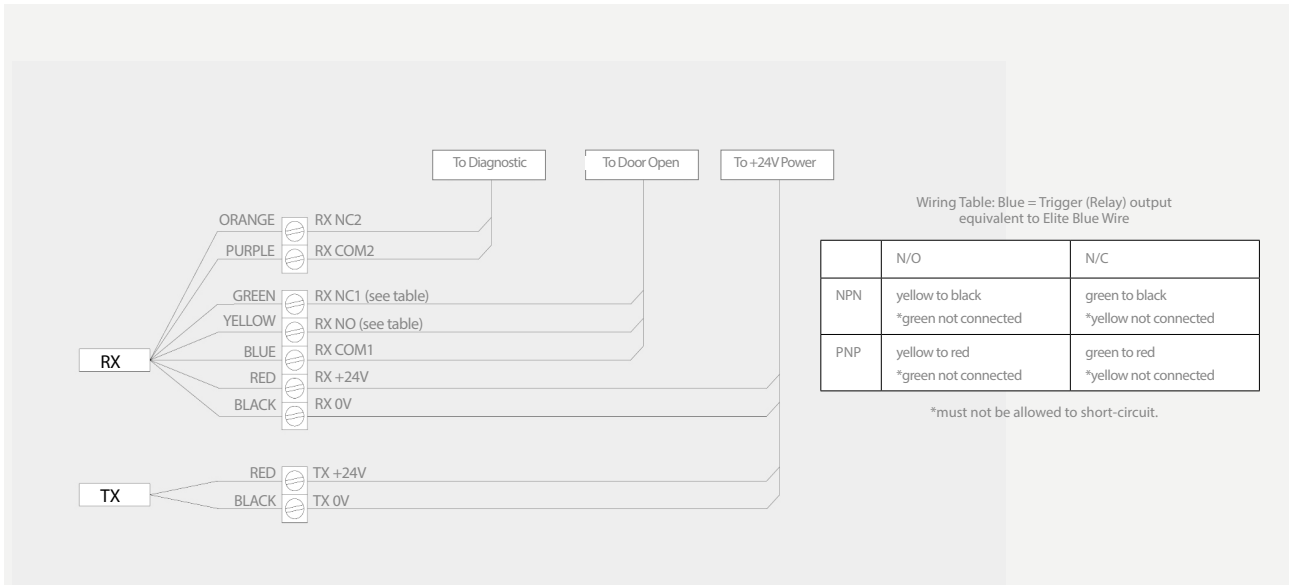 To Diagnostic
To Door Open
To +24V Power
ORANGE RX NC2
PURPLE RX COM2
GREEN RX NC1 (see table)
YELLOW RX NO (see table)
BLUE RX COM1
RED RX +24V
BLACK RX 0V
RX
RED TX +24V
BLACK TX 0V
TX
Wiring Table: Blue = Trigger (Relay) output
equivalent to Elite Blue Wire
N/O N/C
NPN yellow to black green to black
*green not connected *yellow not connected
PNP yellow to red green to red
*green not connected *yellow not connected
*must not be allowed to short-circuit.